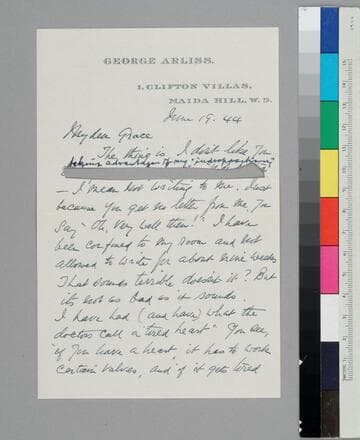 GEORGE ARLISS.
1, CLIFTON VILLAS,
MAIDA HILL, W. 9.
June 19. 44
My dear Grace
The thing is, I don't like you
taking advantage of my
– I mean not writing to me. Just
because you get no letter from me, you
say "Oh, very well then!" I have
been confined to my room and not
allowed to write for about nine weeks.
That sounds terrible, doesn't it? But
it's not as bad as it sounds.
I have had (and have) what the
doctors call a "tired heart" You see,
if you have a heart, it has to work
certain valves, and if it gets tired